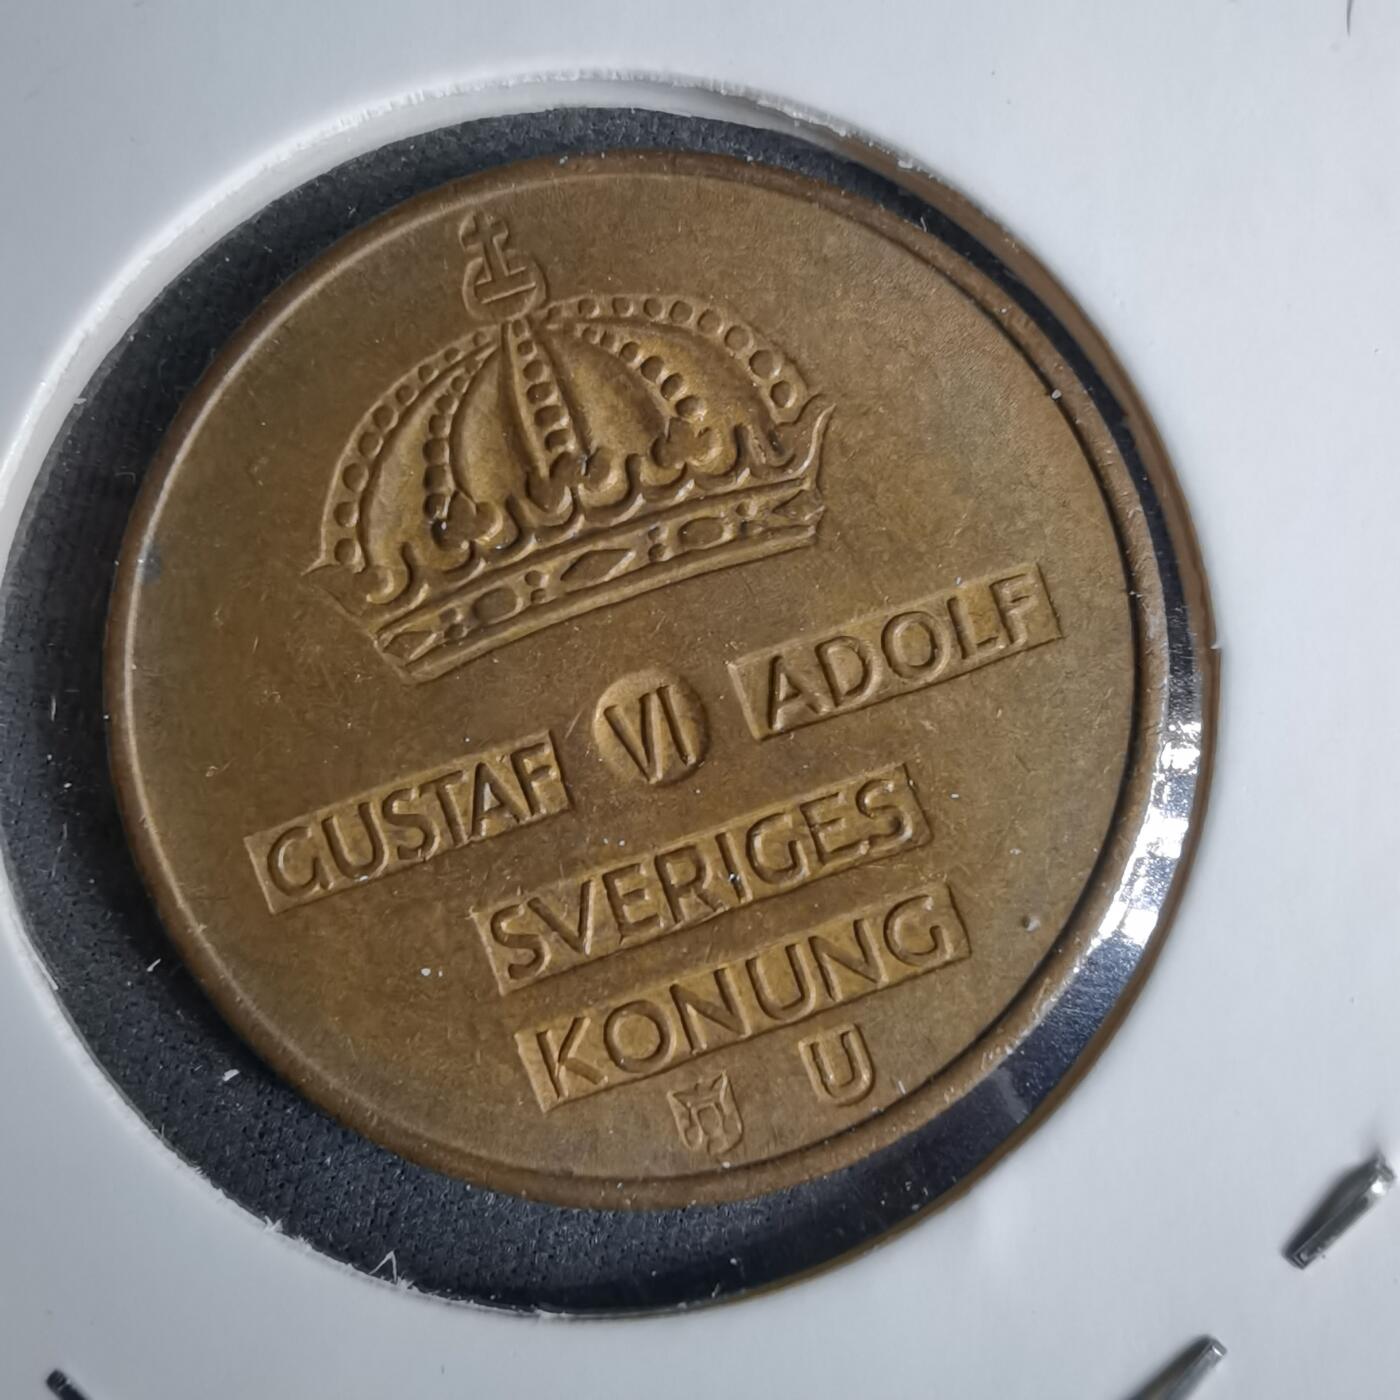 GUSTAF VI ADOLF
SVERIGES
KONUNG
U